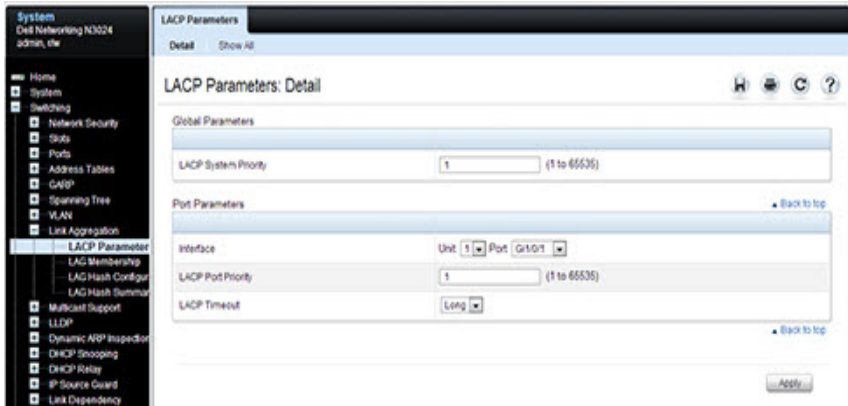 System
Dell Networking N3024
admin, r/w
Home
System
Switching
Network Security
Slots
Ports
Address Tables
GARP
Spanning Tree
VLAN
Link Aggregation
LACP Parameter
LAG Membership
LAG Hash Configur
LAG Hash Summar
Multicast Support
LLDP
Dynamic ARP Inspection
DHCP Snooping
DHCP Relay
IP Source Guard
Link Dependency
LACP Parameters
Detail Show All
LACP Parameters: Detail
Global Parameters
LACP System Priority 1 (1 to 65535)
Port Parameters Back to top
Interface Unit 1 Port Gi1/0/1
LACP Port Priority 1 (1 to 65535)
LACP Timeout Long
Back to top
Apply